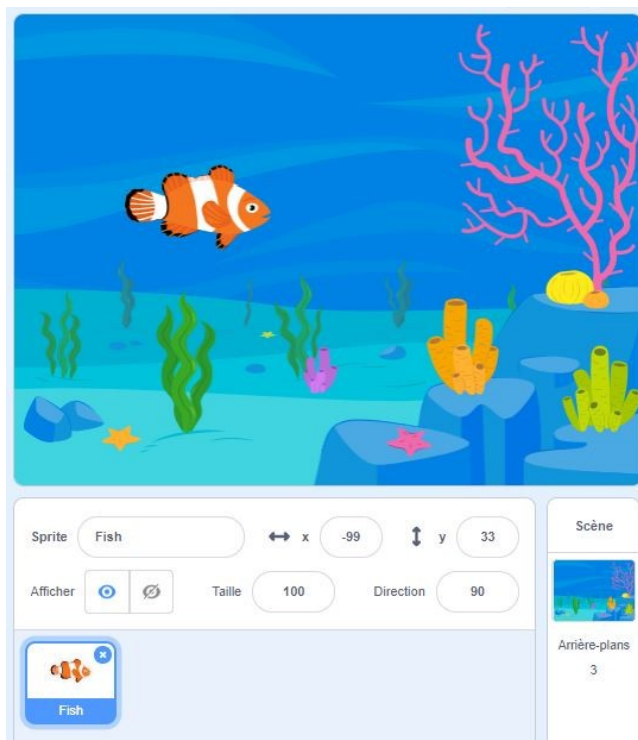 Sprite Fish x -99 y 33
Scène
Afficher Taille 100 Direction 90
Arrière-plans
3
Fish